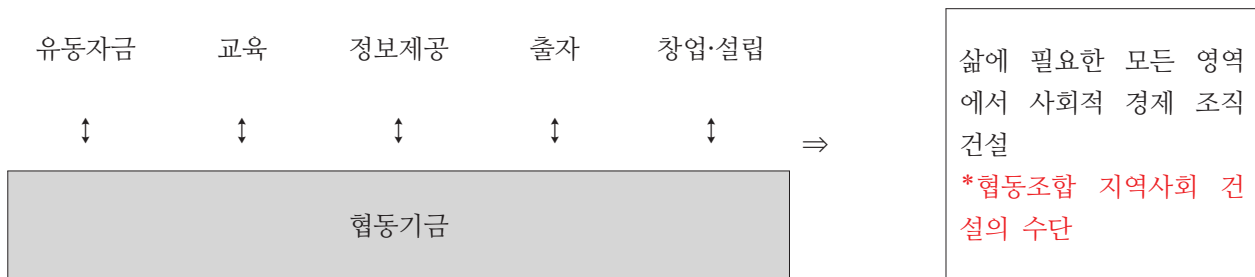 유동자금 교육 정보제공 출자 창업·설립
↕ ↕ ↕ ↕ ↕
⇒
협동기금
삶에 필요한 모든 영역
에서 사회적 경제 조직
건설
*협동조합 지역사회 건
설의 수단